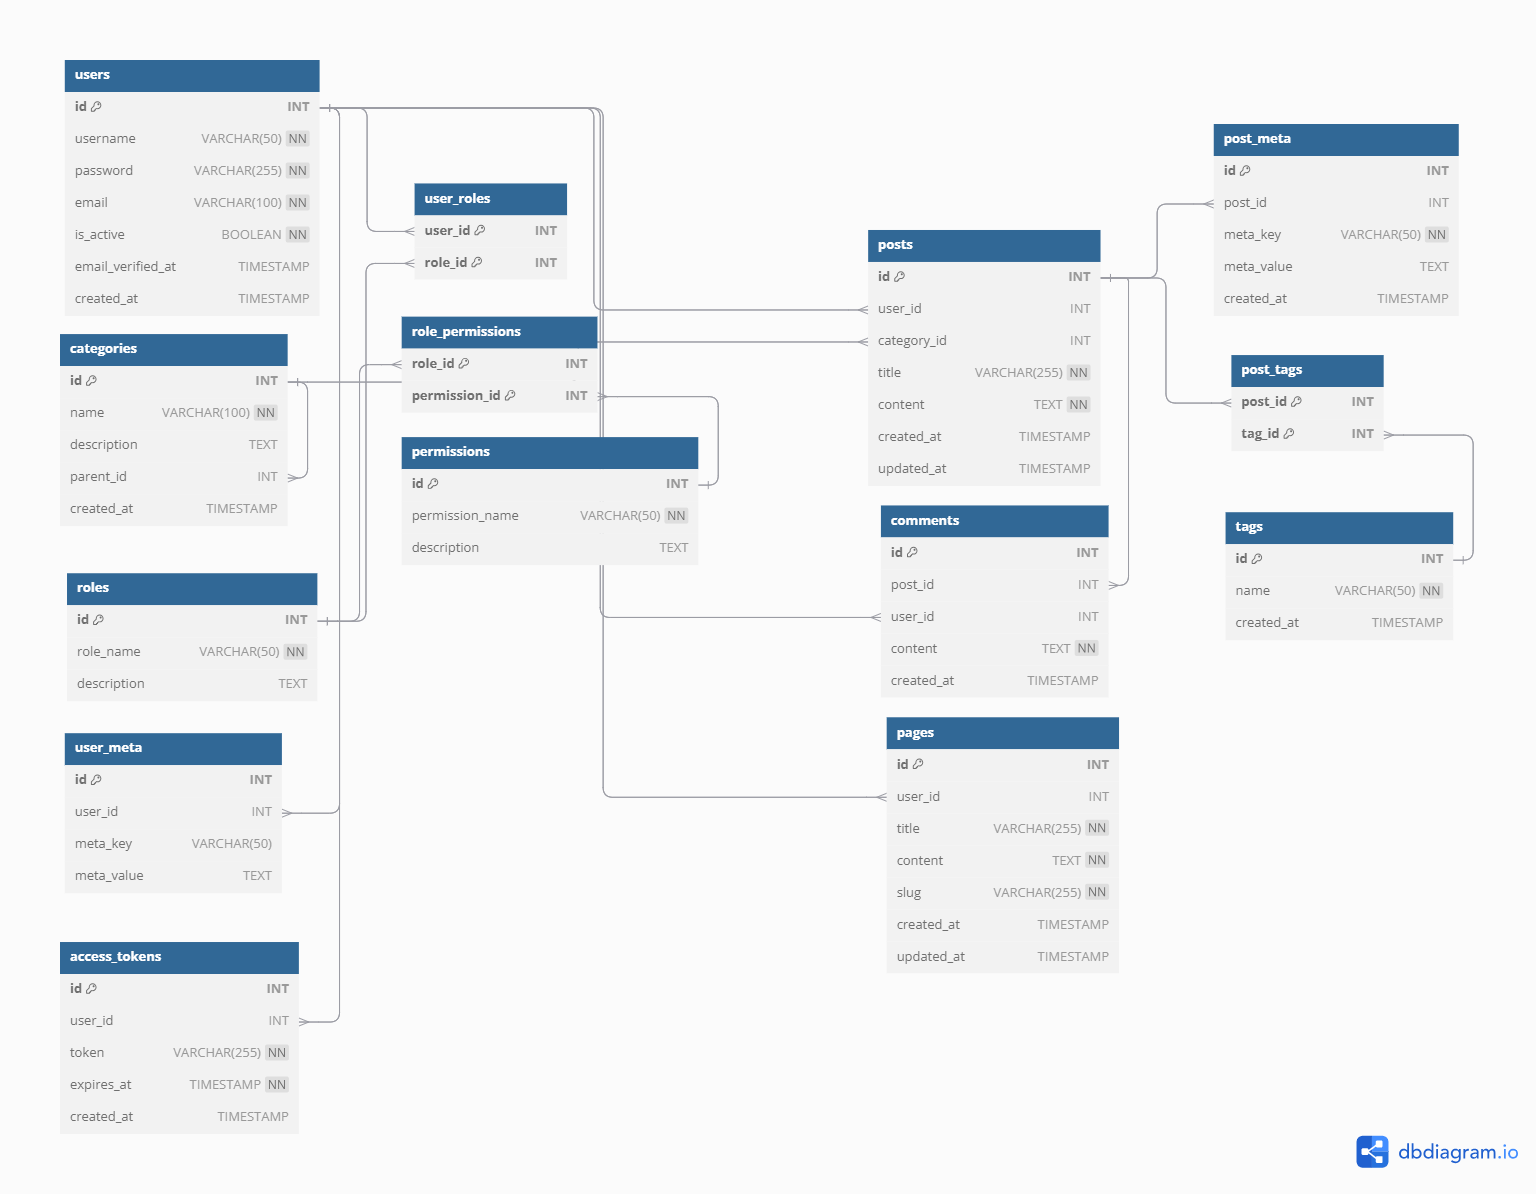 users
id INT
username VARCHAR(50) NN
password VARCHAR(255) NN
email VARCHAR(100) NN
is_active BOOLEAN NN
email_verified_at TIMESTAMP
created_at TIMESTAMP
categories
id INT
name VARCHAR(100) NN
description TEXT
parent_id INT
created_at TIMESTAMP
roles
id INT
role_name VARCHAR(50) NN
description TEXT
user_meta
id INT
user_id INT
meta_key VARCHAR(50)
meta_value TEXT
access_tokens
id INT
user_id INT
token VARCHAR(255) NN
expires_at TIMESTAMP NN
created_at TIMESTAMP
user_roles
user_id INT
role_id INT
role_permissions
role_id INT
permission_id INT
permissions
id INT
permission_name VARCHAR(50) NN
description TEXT
posts
id INT
user_id INT
category_id INT
title VARCHAR(255) NN
content TEXT NN
created_at TIMESTAMP
updated_at TIMESTAMP
comments
id INT
post_id INT
user_id INT
content TEXT NN
created_at TIMESTAMP
pages
id INT
user_id INT
title VARCHAR(255) NN
content TEXT NN
slug VARCHAR(255) NN
created_at TIMESTAMP
updated_at TIMESTAMP
post_meta
id INT
post_id INT
meta_key VARCHAR(50) NN
meta_value TEXT
created_at TIMESTAMP
post_tags
post_id INT
tag_id INT
tags
id INT
name VARCHAR(50) NN
created_at TIMESTAMP
dbdiagram.io